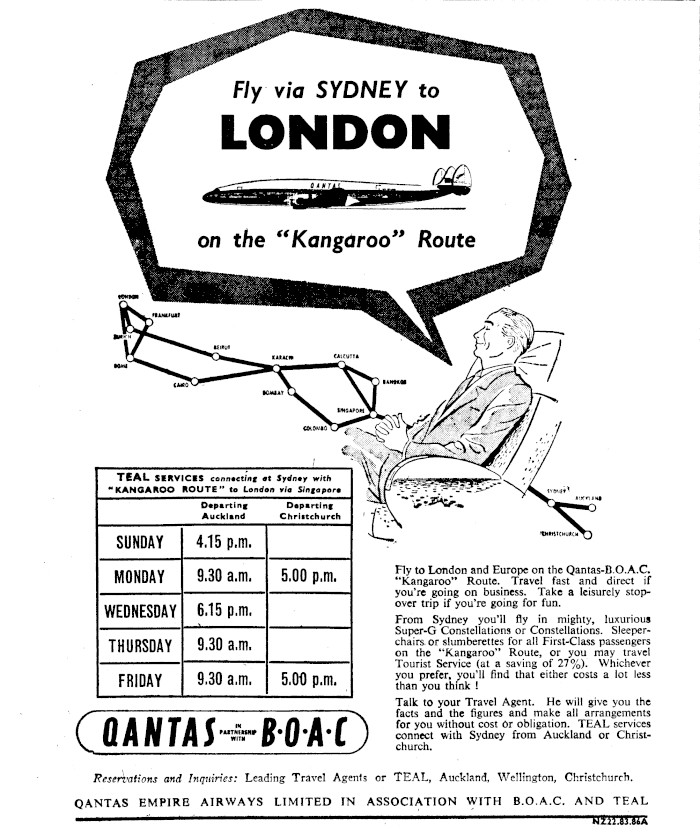 Fly via SYDNEY to
LONDON
QANTAS
on the "Kangaroo" Route
LONDON
FRANKFURT
ZURICH
ROME
BEIRUT
CAIRO
KARACHI
CALCUTTA
BOMBAY
BANGKOK
SINGAPORE
COLOMBO
SYDNEY
AUCKLAND
CHRISTCHURCH
TEAL SERVICES connecting at Sydney with
"KANGAROO ROUTE" to London via Singapore
Departing Auckland Departing Christchurch
SUNDAY 4.15 p.m.
MONDAY 9.30 a.m. 5.00 p.m.
WEDNESDAY 6.15 p.m.
THURSDAY 9.30 a.m.
FRIDAY 9.30 a.m. 5.00 p.m.
QANTAS IN PARTNERSHIP WITH B·O·A·C
Fly to London and Europe on the Qantas-B.O.A.C.
"Kangaroo" Route. Travel fast and direct if
you're going on business. Take a leisurely stop-
over trip if you're going for fun.
From Sydney you'll fly in mighty, luxurious
Super-G Constellations or Constellations. Sleeper-
chairs or slumberettes for all First-Class passengers
on the "Kangaroo" Route, or you may travel
Tourist Service (at a saving of 27%). Whichever
you prefer, you'll find that either costs a lot less
than you think !
Talk to your Travel Agent. He will give you the
facts and the figures and make all arrangements
for you without cost or obligation. TEAL services
connect with Sydney from Auckland or Christ-
church.
Reservations and Inquiries: Leading Travel Agents or TEAL, Auckland, Wellington, Christchurch.
QANTAS EMPIRE AIRWAYS LIMITED IN ASSOCIATION WITH B.O.A.C. AND TEAL
NZ22.83.86A